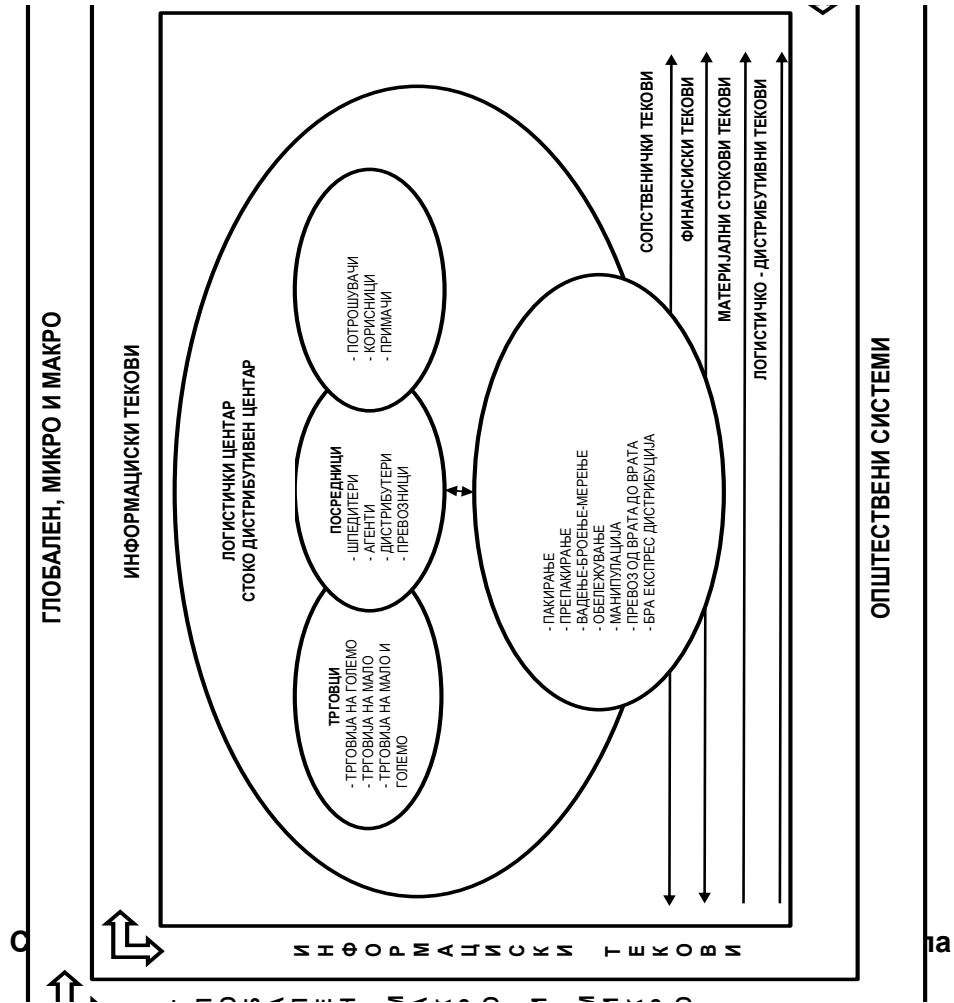 ГЛОБАЛЕН, МИКРО И МАКРО
ИНФОРМАЦИСКИ ТЕКОВИ
ЛОГИСТИЧКИ ЦЕНТАР
СТОКО ДИСТРИБУТИВЕН ЦЕНТАР
ТРГОВЦИ
- ТРГОВИЈА НА ГОЛЕМО
- ТРГОВИЈА НА МАЛО
- ТРГОВИЈА НА МАЛО И
ГОЛЕМО
ПОСРЕДНИЦИ
- ШПЕДИТЕРИ
- АГЕНТИ
- ДИСТРИБУТЕРИ
- ПРЕВОЗНИЦИ
- ПОТРОШУВАЧИ
- КОРИСНИЦИ
- ПРИМАЧИ
- ПАКИРАЊЕ
- ПРЕПАКИРАЊЕ
- ВАДЕЊЕ-БРОЕЊЕ-МЕРЕЊЕ
- ОБЕЛЕЖУВАЊЕ
- МАНИПУЛАЦИЈА
- ПРЕВОЗ ОД ВРАТА ДО ВРАТА
- БРА ЕКСПРЕС ДИСТРИБУЦИЈА
СОПСТВЕНИЧКИ ТЕКОВИ
ФИНАНСИСКИ ТЕКОВИ
МАТЕРИЈАЛНИ СТОКОВИ ТЕКОВИ
ЛОГИСТИЧКО - ДИСТРИБУТИВНИ ТЕКОВИ
ОПШТЕСТВЕНИ СИСТЕМИ
ИНФОРМАЦИСКИ ТЕКОВИ